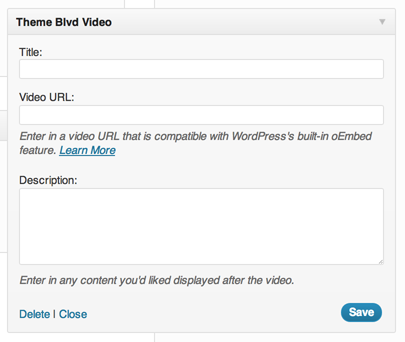 Theme Blvd Video
Title:
Video URL:
Enter in a video URL that is compatible with WordPress's built-in oEmbed
feature. Learn More
Description:
Enter in any content you'd liked displayed after the video.
Delete | Close
Save